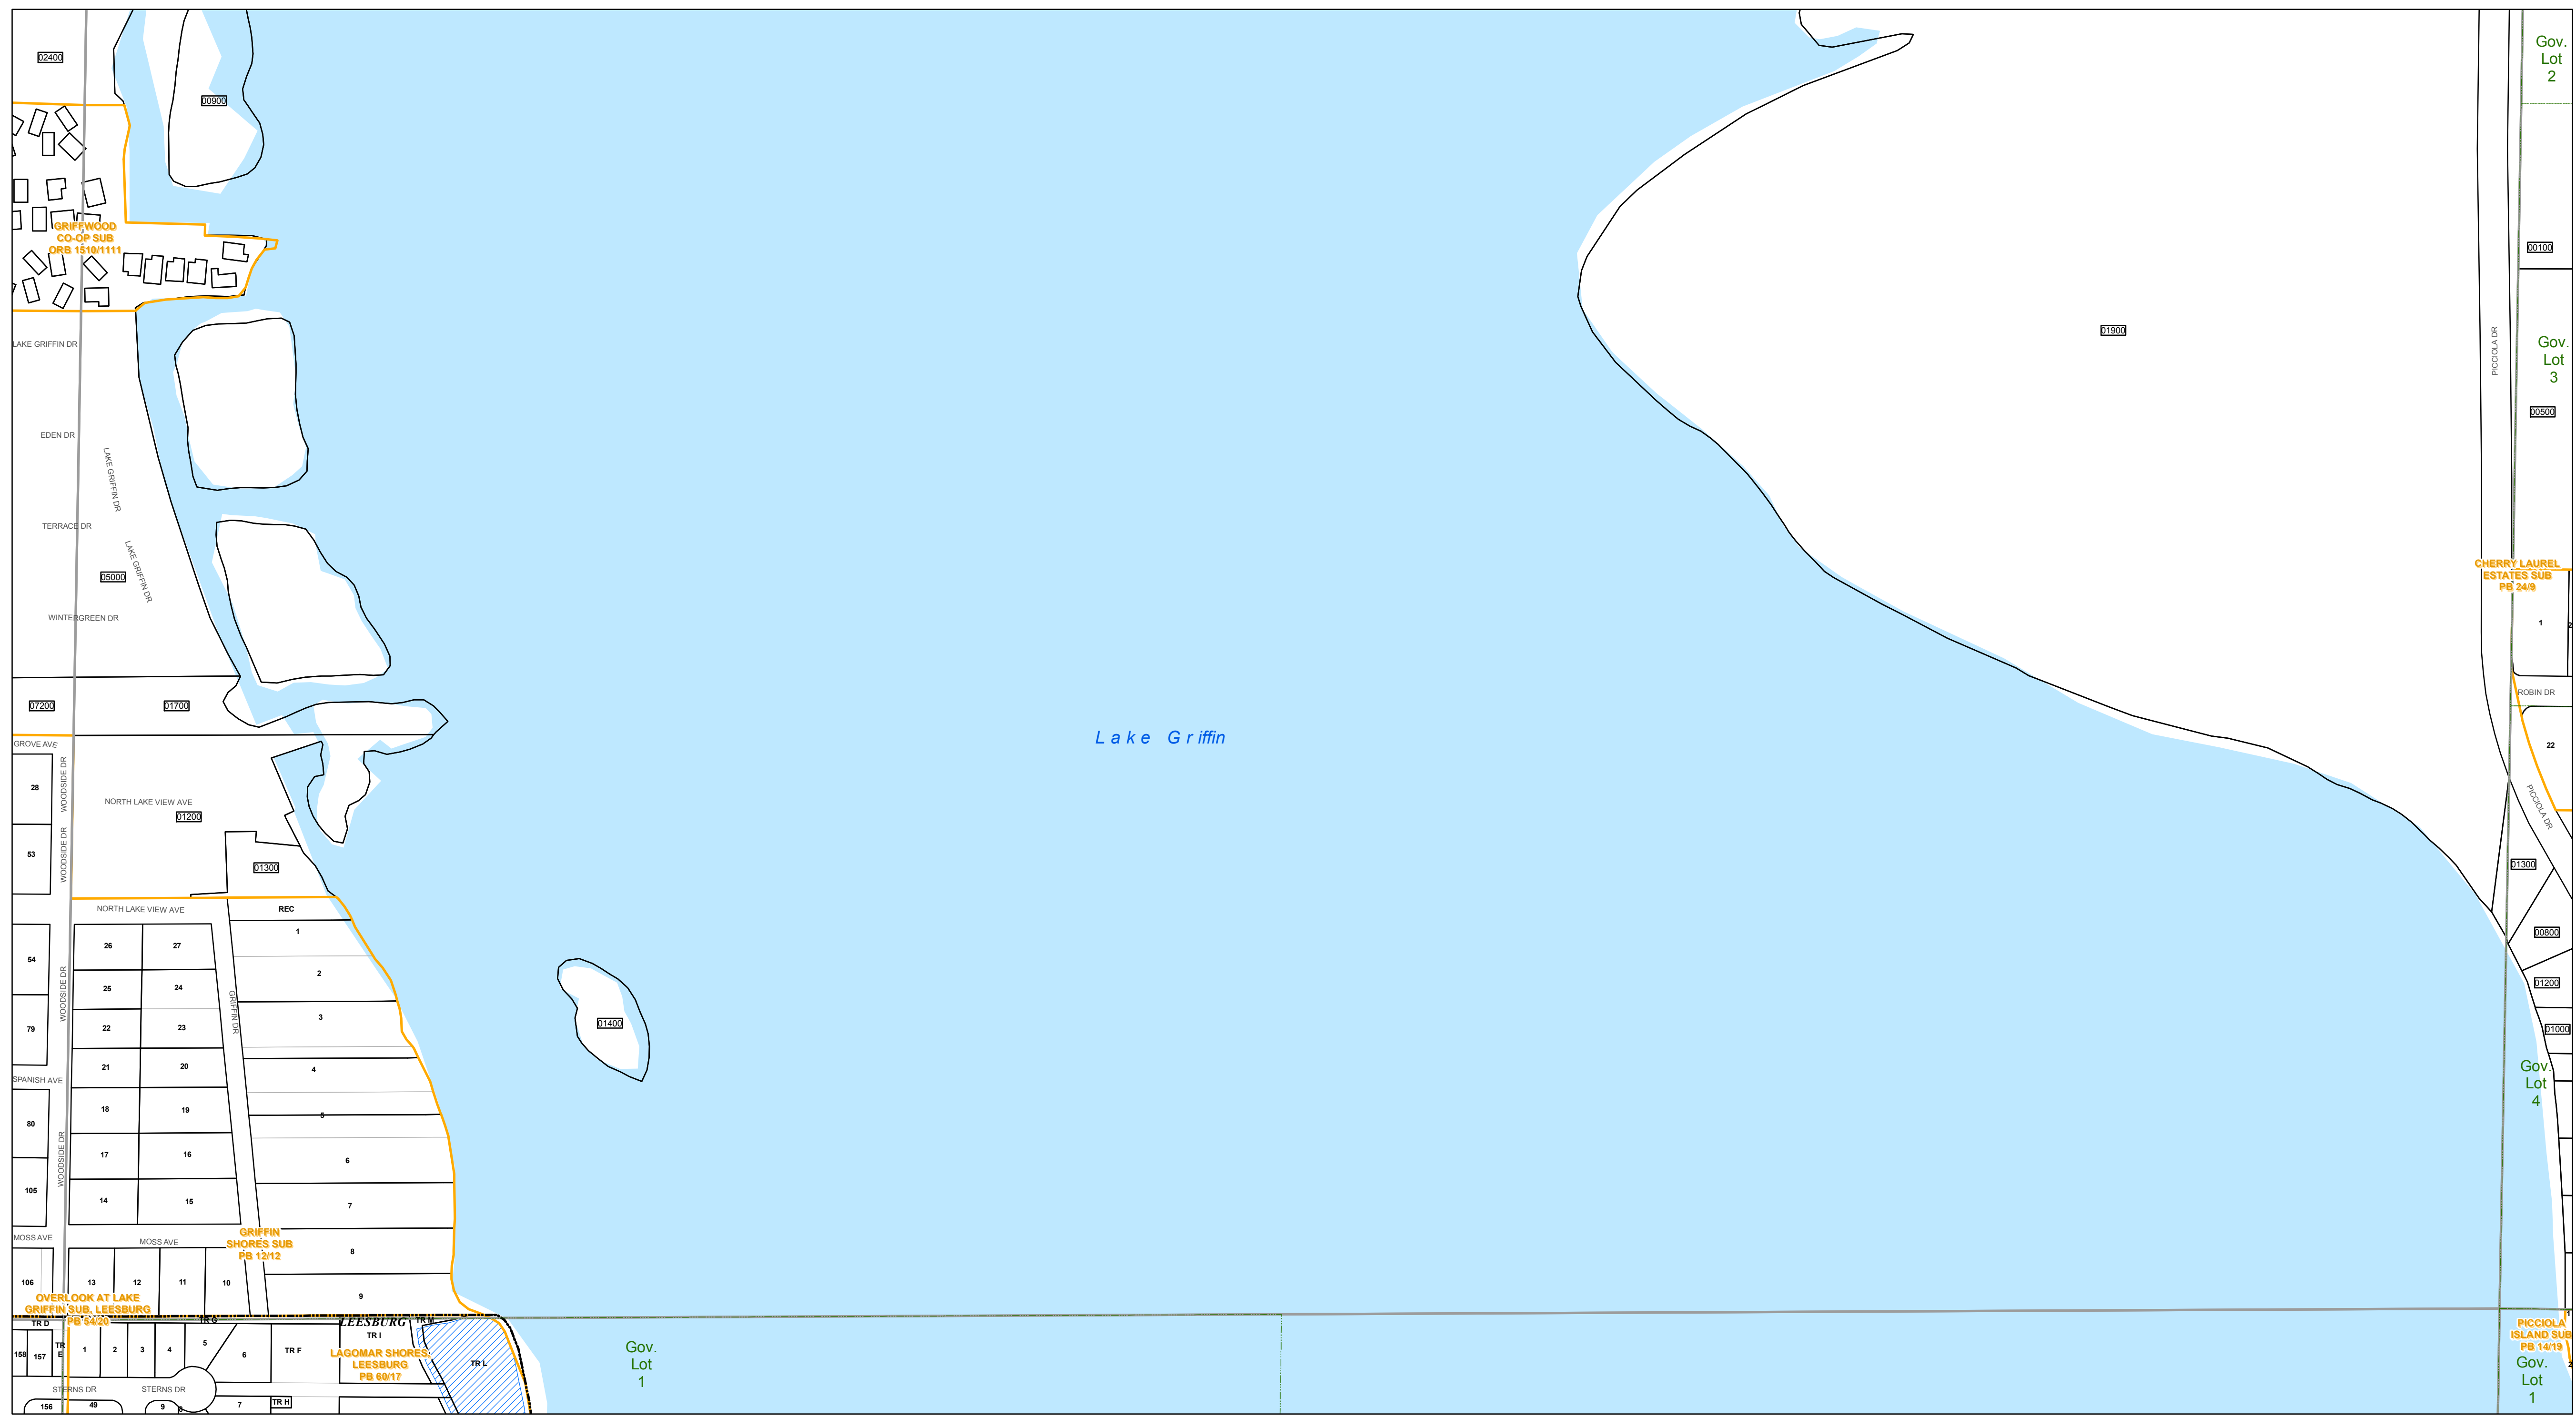 02400
00900
GRIFFWOOD
CO-OP SUB
ORB 1510/1111
LAKE GRIFFIN DR
EDEN DR
LAKE GRIFFIN DR
TERRACE DR
LAKE GRIFFIN DR
05000
WINTERGREEN DR
07200
01700
GROVE AVE
WOODSIDE DR
28
NORTH LAKE VIEW AVE
01200
53
WOODSIDE DR
01300
NORTH LAKE VIEW AVE
REC
1
26
27
54
2
25
24
WOODSIDE DR
GRIFFIN DR
3
22
23
79
21
20
4
SPANISH AVE
18
19
5
80
17
16
6
WOODSIDE DR
105
14
15
7
MOSS AVE
MOSS AVE
GRIFFIN
SHORES SUB
PB 12/12
8
106
13
12
11
10
9
OVERLOOK AT LAKE
GRIFFIN SUB, LEESBURG
PB 54/20
TR D
TR G
LEESBURG
TR M
TR I
158
157
TR
E
1
2
3
4
5
6
TR F
LAGOMAR SHORES,
LEESBURG
PB 60/17
TR L
STERNS DR
STERNS DR
156
49
9
8
7
TR H
01400
Lake Griffin
Gov.
Lot
1
01900
Gov.
Lot
2
00100
PICCIOLA DR
Gov.
Lot
3
00500
CHERRY LAUREL
ESTATES SUB
PB 24/9
1
2
ROBIN DR
22
PICCIOLA DR
01300
00800
01200
01000
Gov.
Lot
4
1
PICCIOLA
ISLAND SUB
PB 14/19
2
Gov.
Lot
1